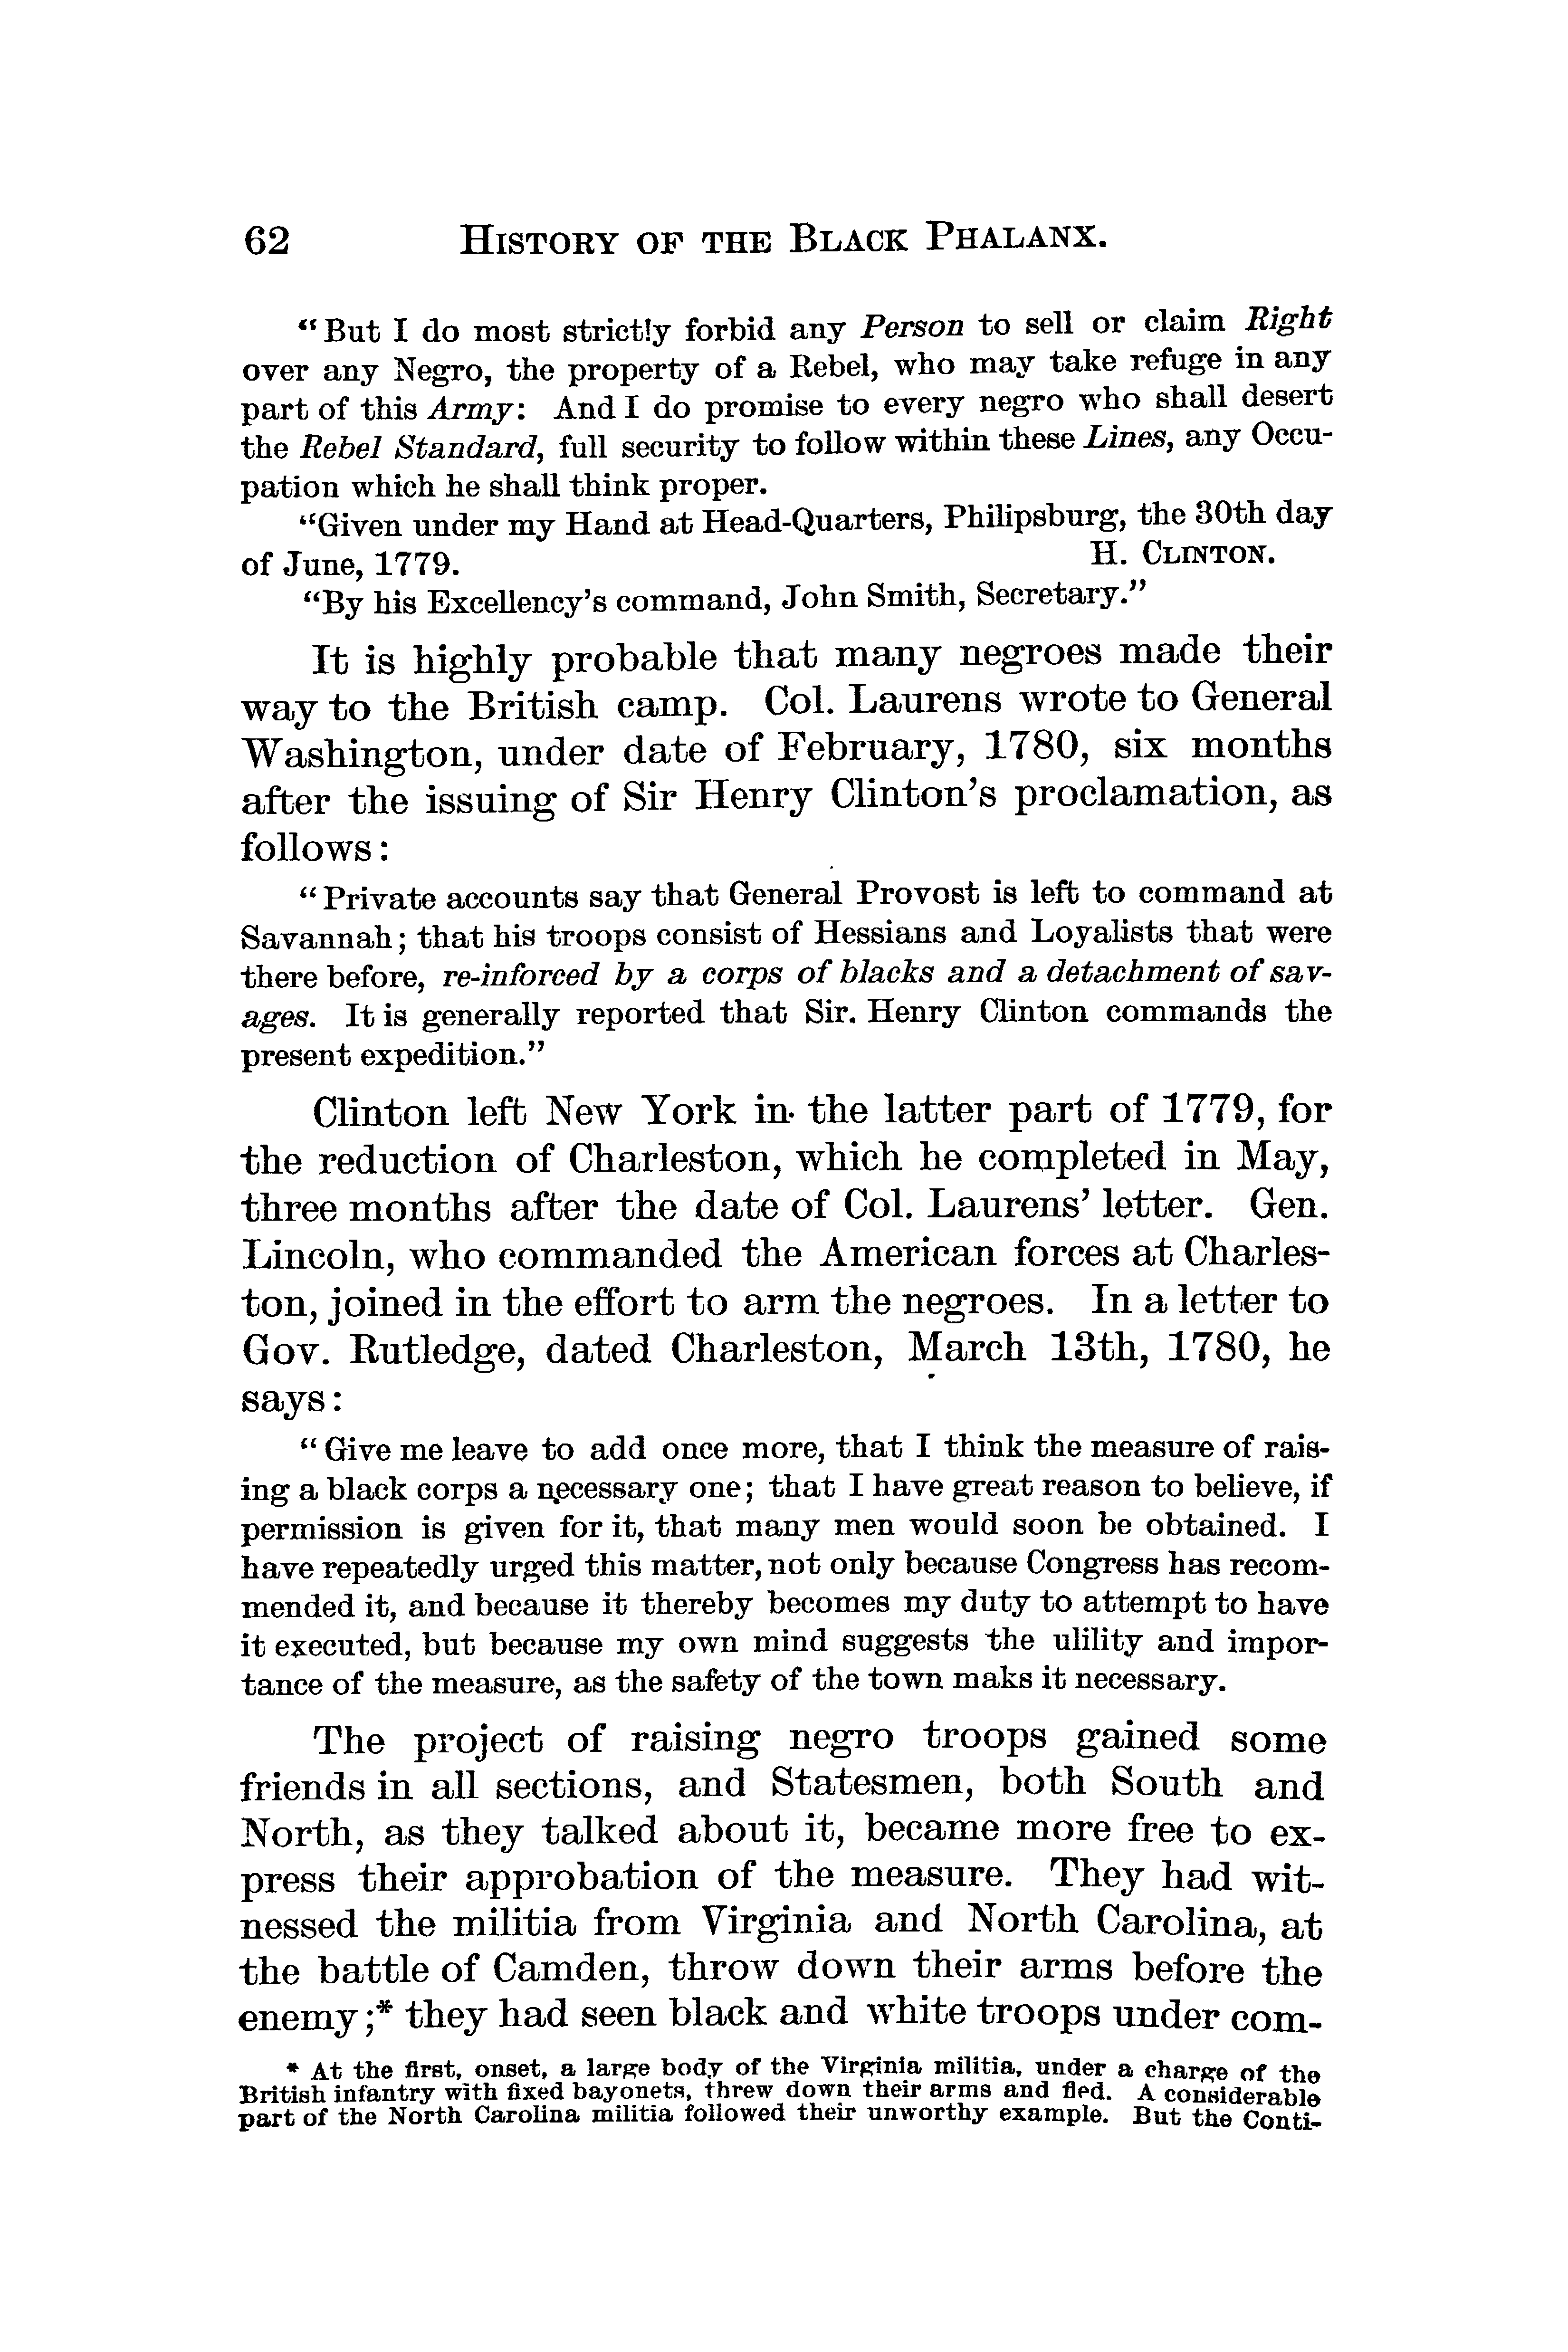 62 HISTORY OF THE BLACK PHALANX.
“But I do most strictly forbid any Person to sell or claim Right
over any Negro, the property of a Rebel, who may take refuge in any
part of this Army: And I do promise to every negro who shall desert
the Rebel Standard, full security to follow within these Lines, any Occu-
pation which he shall think proper.
“Given under my Hand at Head-Quarters, Philipsburg, the 30th day
of June, 1779. H. CLINTON.
“By his Excellency’s command, John Smith, Secretary.”
It is highly probable that many negroes made their
way to the British camp. Col. Laurens wrote to General
Washington, under date of February, 1780, six months
after the issuing of Sir Henry Clinton’s proclamation, as
follows:
“Private accounts say that General Provost is left to command at
Savannah; that his troops consist of Hessians and Loyalists that were
there before, re-inforced by a corps of blacks and a detachment of sav-
ages. It is generally reported that Sir. Henry Clinton commands the
present expedition.”
Clinton left New York in the latter part of 1779, for
the reduction of Charleston, which he completed in May,
three months after the date of Col. Laurens’ letter. Gen.
Lincoln, who commanded the American forces at Charles-
ton, joined in the effort to arm the negroes. In a letter to
Gov. Rutledge, dated Charleston, March 13th, 1780, he
says:
“Give me leave to add once more, that I think the measure of rais-
ing a black corps a necessary one; that I have great reason to believe, if
permission is given for it, that many men would soon be obtained. I
have repeatedly urged this matter, not only because Congress has recom-
mended it, and because it thereby becomes my duty to attempt to have
it executed, but because my own mind suggests the ulility and impor-
tance of the measure, as the safety of the town maks it necessary.
The project of raising negro troops gained some
friends in all sections, and Statesmen, both South and
North, as they talked about it, became more free to ex-
press their approbation of the measure. They had wit-
nessed the militia from Virginia and North Carolina, at
the battle of Camden, throw down their arms before the
enemy;* they had seen black and white troops under com-
* At the first, onset, a large body of the Virginia militia, under a charge of the
British infantry with fixed bayonets, threw down their arms and fled. A considerable
part of the North Carolina militia followed their unworthy example. But the Conti-